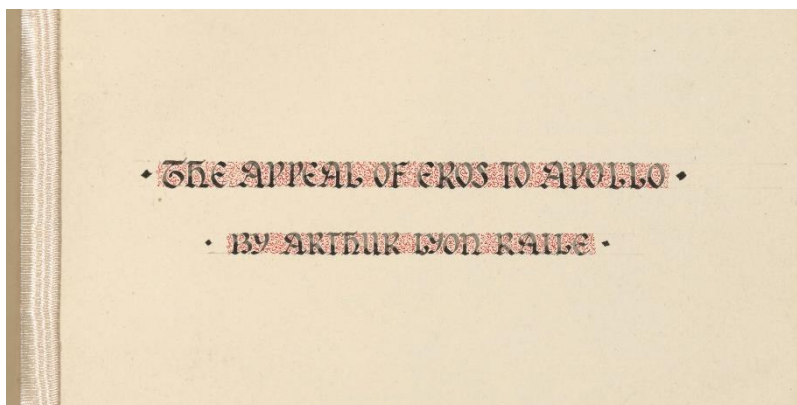 · THE APPEAL OF EROS TO APOLLO ·
· BY ARTHUR LYON RAILE ·